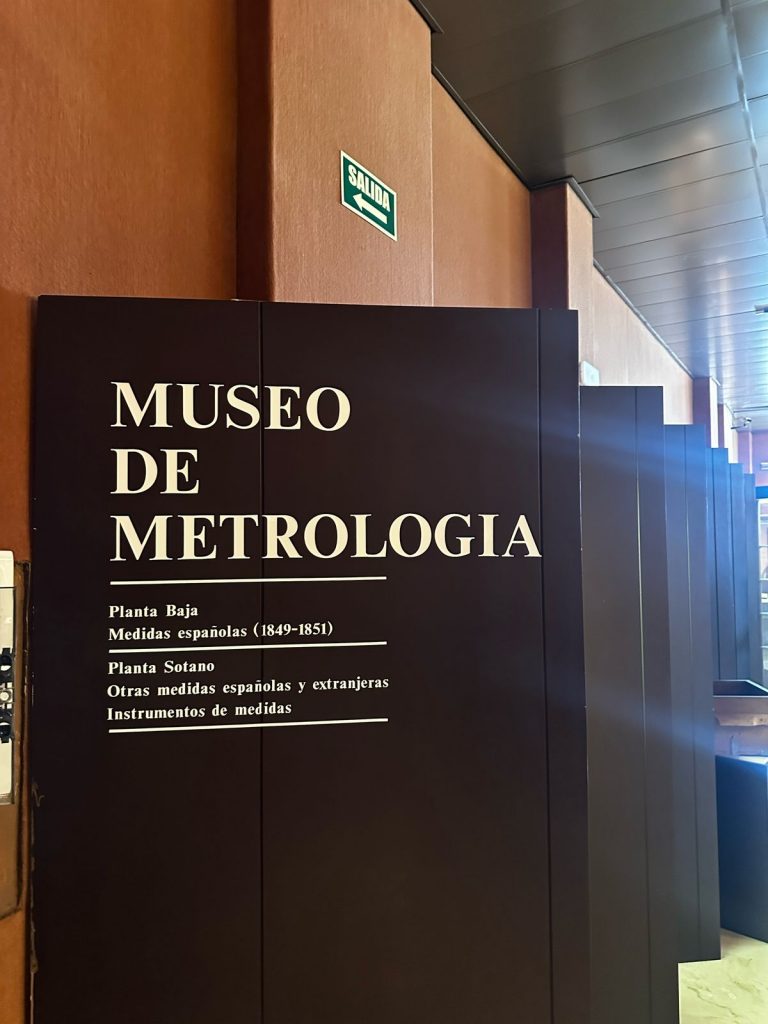 SALIDA
MUSEO
DE
METROLOGIA
Planta Baja
Medidas españolas (1849-1851)
Planta Sotano
Otras medidas españolas y extranjeras
Instrumentos de medidas